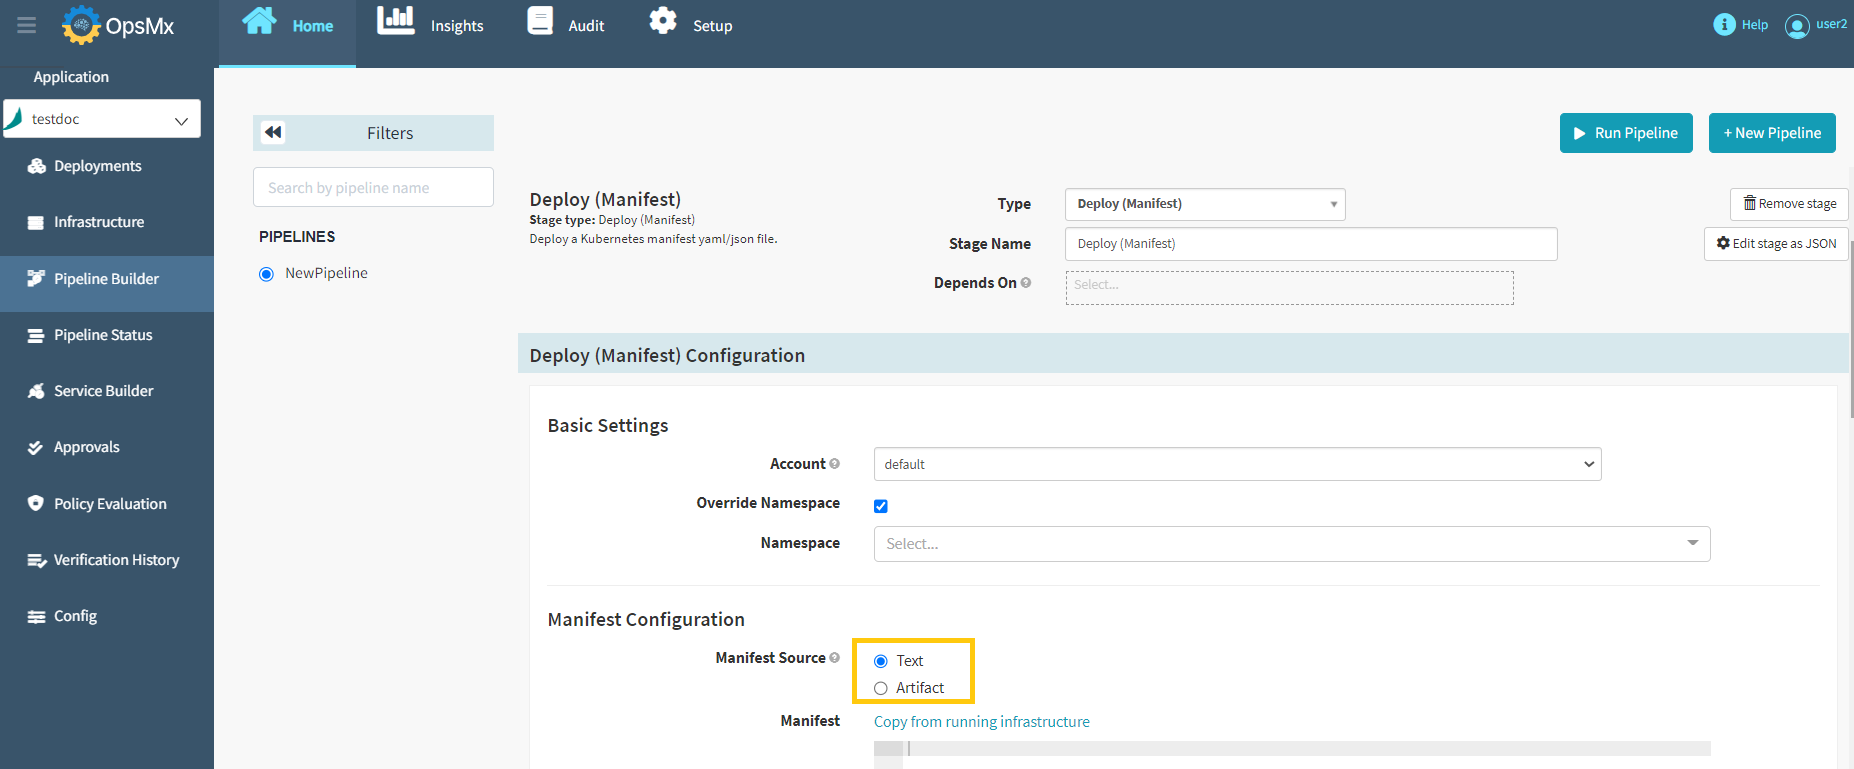 OpsMx
Home
Insights
Audit
Setup
Help
user2
Application
testdoc
Deployments
Infrastructure
Pipeline Builder
Pipeline Status
Service Builder
Approvals
Policy Evaluation
Verification History
Config
Filters
Search by pipeline name
PIPELINES
NewPipeline
Run Pipeline
+ New Pipeline
Deploy (Manifest)
Stage type: Deploy (Manifest)
Deploy a Kubernetes manifest yaml/json file.
Type
Deploy (Manifest)
Stage Name
Deploy (Manifest)
Depends On
Select...
Remove stage
Edit stage as JSON
Deploy (Manifest) Configuration
Basic Settings
Account
default
Override Namespace
Namespace
Select...
Manifest Configuration
Manifest Source
Text
Artifact
Manifest
Copy from running infrastructure